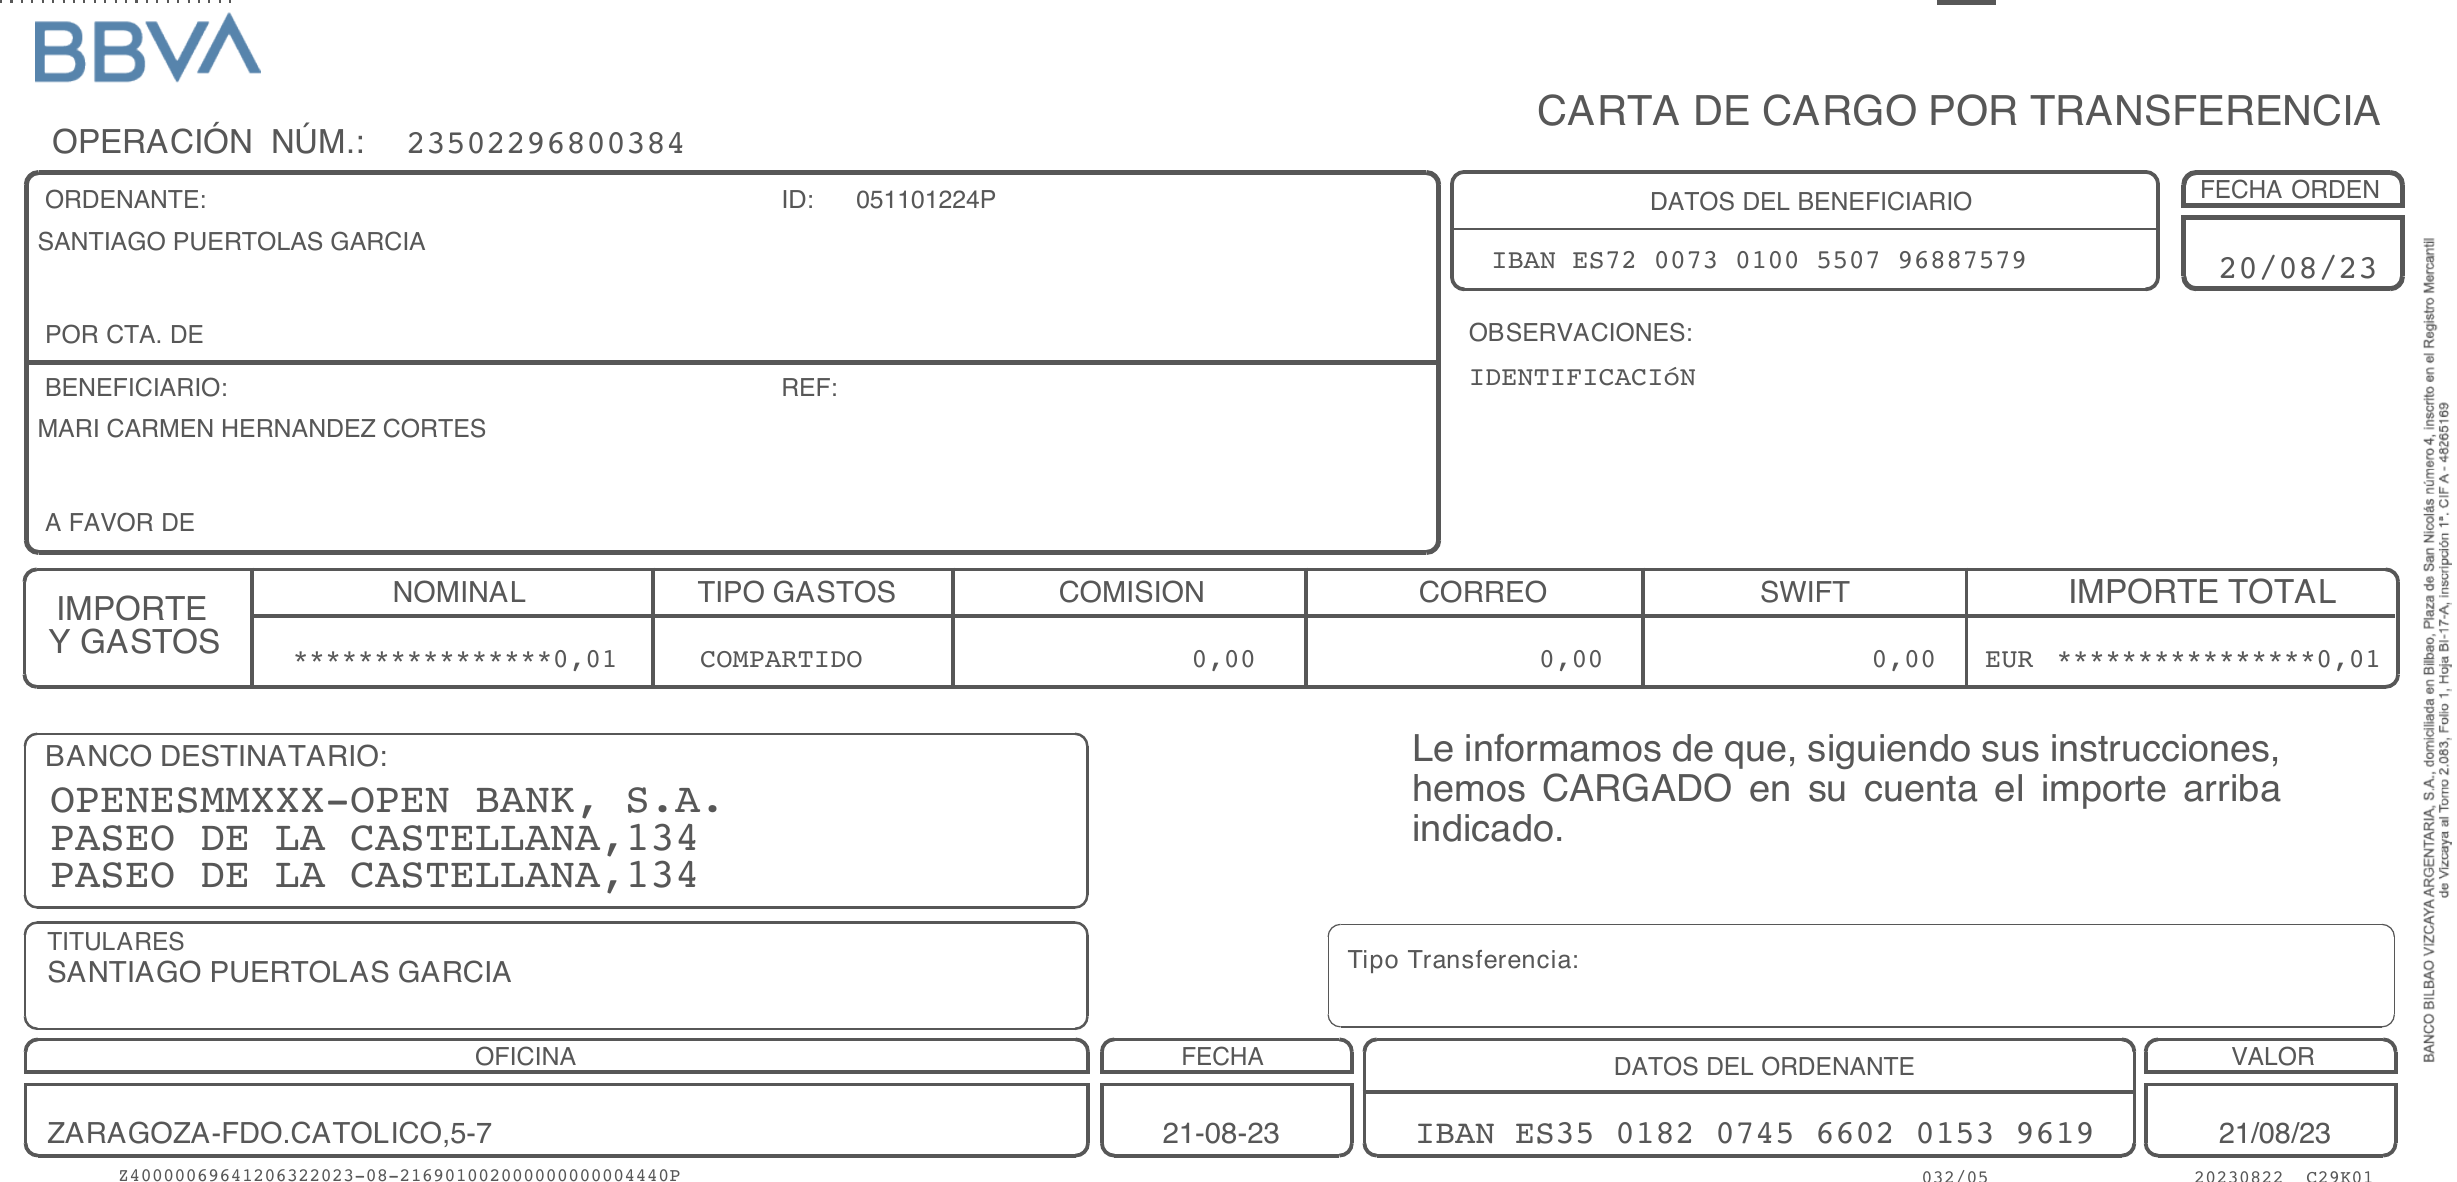 BBVA
CARTA DE CARGO POR TRANSFERENCIA
OPERACIÓN NÚM.: 23502296800384
ORDENANTE: ID: 051101224P
SANTIAGO PUERTOLAS GARCIA
POR CTA. DE
DATOS DEL BENEFICIARIO
IBAN ES72 0073 0100 5507 96887579
FECHA ORDEN
20/08/23
OBSERVACIONES:
IDENTIFICACIóN
BENEFICIARIO: REF:
MARI CARMEN HERNANDEZ CORTES
A FAVOR DE
IMPORTE
Y GASTOS
NOMINAL TIPO GASTOS COMISION CORREO SWIFT IMPORTE TOTAL
****************0,01 COMPARTIDO 0,00 0,00 0,00 EUR ****************0,01
BANCO DESTINATARIO:
OPENESMMXXX-OPEN BANK, S.A.
PASEO DE LA CASTELLANA,134
PASEO DE LA CASTELLANA,134
Le informamos de que, siguiendo sus instrucciones,
hemos CARGADO en su cuenta el importe arriba
indicado.
TITULARES
SANTIAGO PUERTOLAS GARCIA
Tipo Transferencia:
OFICINA FECHA DATOS DEL ORDENANTE VALOR
ZARAGOZA-FDO.CATOLICO,5-7 21-08-23 IBAN ES35 0182 0745 6602 0153 9619 21/08/23
Z40000069641206322023-08-216901002000000000004440P 032/05 20230822 C29K01
BANCO BILBAO VIZCAYA ARGENTARIA, S.A., domiciliada en Bilbao, Plaza de San Nicolás número 4, inscrito en el Registro Mercantil
de Vizcaya al Tomo 2.083, Folio 1, Hoja BI-17-A, inscripción 1ª. CIF A - 48265169